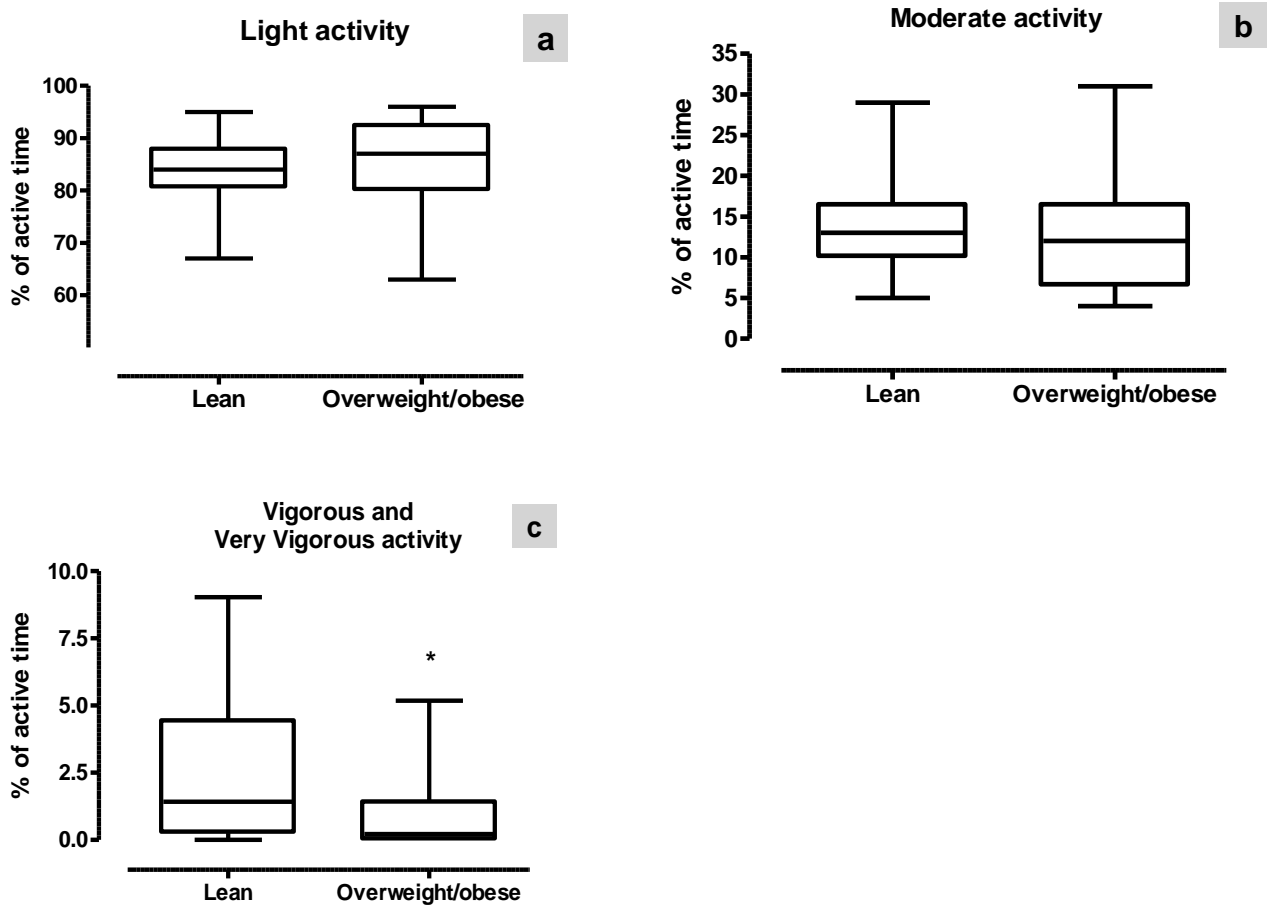 Light activity
a
% of active time
100
90
80
70
60
Lean
Overweight/obese
Moderate activity
b
% of active time
35
30
25
20
15
10
5
0
Lean
Overweight/obese
Vigorous and
Very Vigorous activity
c
% of active time
10.0
7.5
5.0
2.5
0.0
*
Lean
Overweight/obese